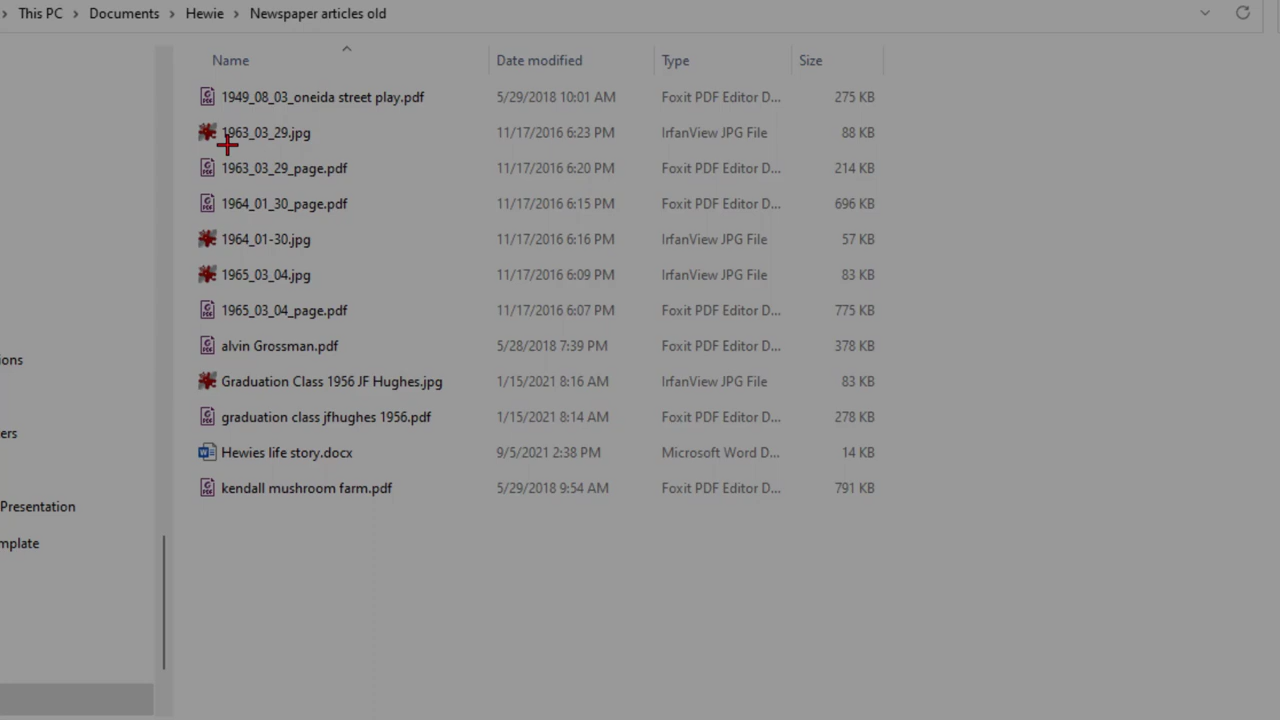 This PC > Documents > Hewie > Newspaper articles old
Name Date modified Type Size
1949_08_03_oneida street play.pdf 5/29/2018 10:01 AM Foxit PDF Editor D... 275 KB
1963_03_29.jpg 11/17/2016 6:23 PM IrfanView JPG File 88 KB
1963_03_29_page.pdf 11/17/2016 6:20 PM Foxit PDF Editor D... 214 KB
1964_01_30_page.pdf 11/17/2016 6:15 PM Foxit PDF Editor D... 696 KB
1964_01-30.jpg 11/17/2016 6:16 PM IrfanView JPG File 57 KB
1965_03_04.jpg 11/17/2016 6:09 PM IrfanView JPG File 83 KB
1965_03_04_page.pdf 11/17/2016 6:07 PM Foxit PDF Editor D... 775 KB
alvin Grossman.pdf 5/28/2018 7:39 PM Foxit PDF Editor D... 378 KB
ions
Graduation Class 1956 JF Hughes.jpg 1/15/2021 8:16 AM IrfanView JPG File 83 KB
graduation class jfhughes 1956.pdf 1/15/2021 8:14 AM Foxit PDF Editor D... 278 KB
ers
Hewies life story.docx 9/5/2021 2:38 PM Microsoft Word D... 14 KB
kendall mushroom farm.pdf 5/29/2018 9:54 AM Foxit PDF Editor D... 791 KB
Presentation
mplate